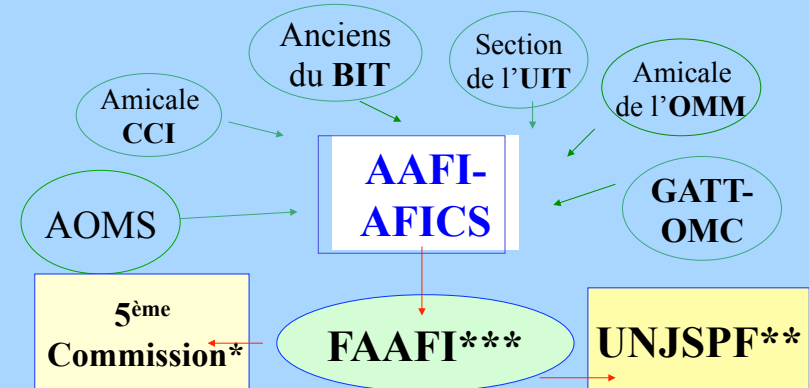 Anciens
du BIT
Section
de l’UIT
Amicale
de l’OMM
Amicale
CCI
AAFI-
AFICS
GATT-
OMC
AOMS
5ème
Commission*
FAAFI***
UNJSPF**